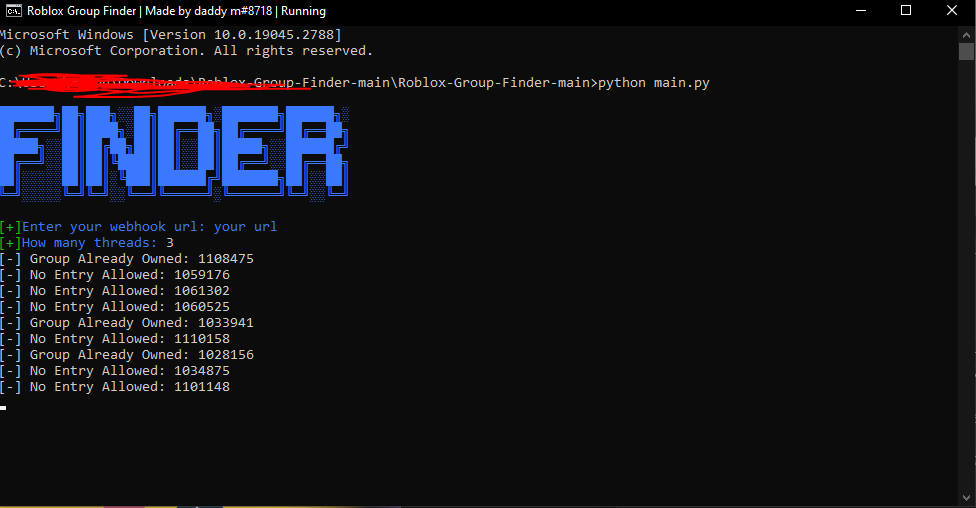 Roblox Group Finder | Made by daddy m#8718 | Running
Microsoft Windows [Version 10.0.19045.2788]
(c) Microsoft Corporation. All rights reserved.
C:\Downloads\Roblox-Group-Finder-main\Roblox-Group-Finder-main>python main.py
FINDER
[+]Enter your webhook url: your url
[+]How many threads: 3
[-] Group Already Owned: 1108475
[-] No Entry Allowed: 1059176
[-] No Entry Allowed: 1061302
[-] No Entry Allowed: 1060525
[-] Group Already Owned: 1033941
[-] No Entry Allowed: 1110158
[-] Group Already Owned: 1028156
[-] No Entry Allowed: 1034875
[-] No Entry Allowed: 1101148